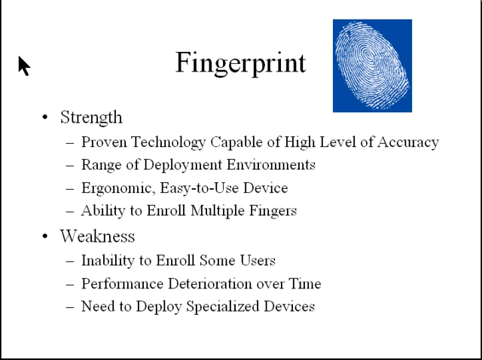 Fingerprint
• Strength
– Proven Technology Capable of High Level of Accuracy
– Range of Deployment Environments
– Ergonomic, Easy-to-Use Device
– Ability to Enroll Multiple Fingers
• Weakness
– Inability to Enroll Some Users
– Performance Deterioration over Time
– Need to Deploy Specialized Devices